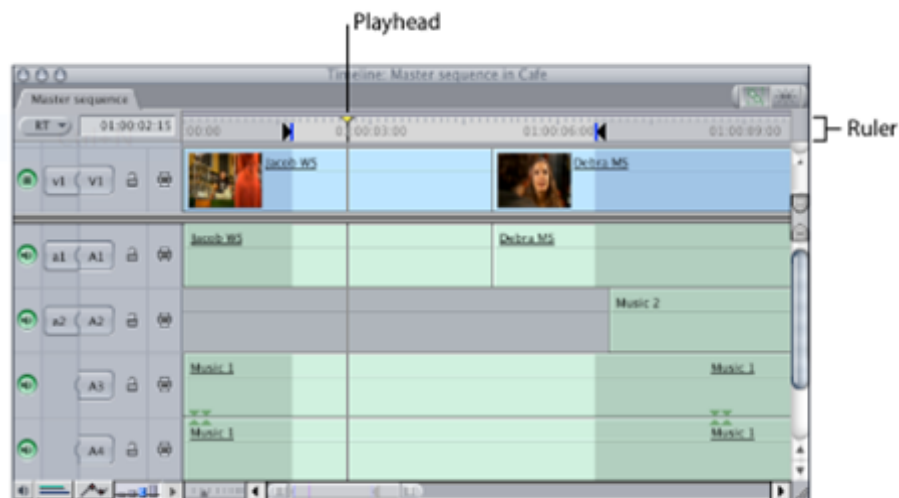 Playhead
Timeline: Master sequence in Cafe
Master sequence
RT 01:00:02:15 00:00 01:00:03:00 01:00:06:00 01:00:09:00
Ruler
v1 V1 Jacob WS Debra MS
a1 A1 Jacob WS Debra MS
a2 A2 Music 2
A3 Music 1 Music 1
A4 Music 1 Music 1